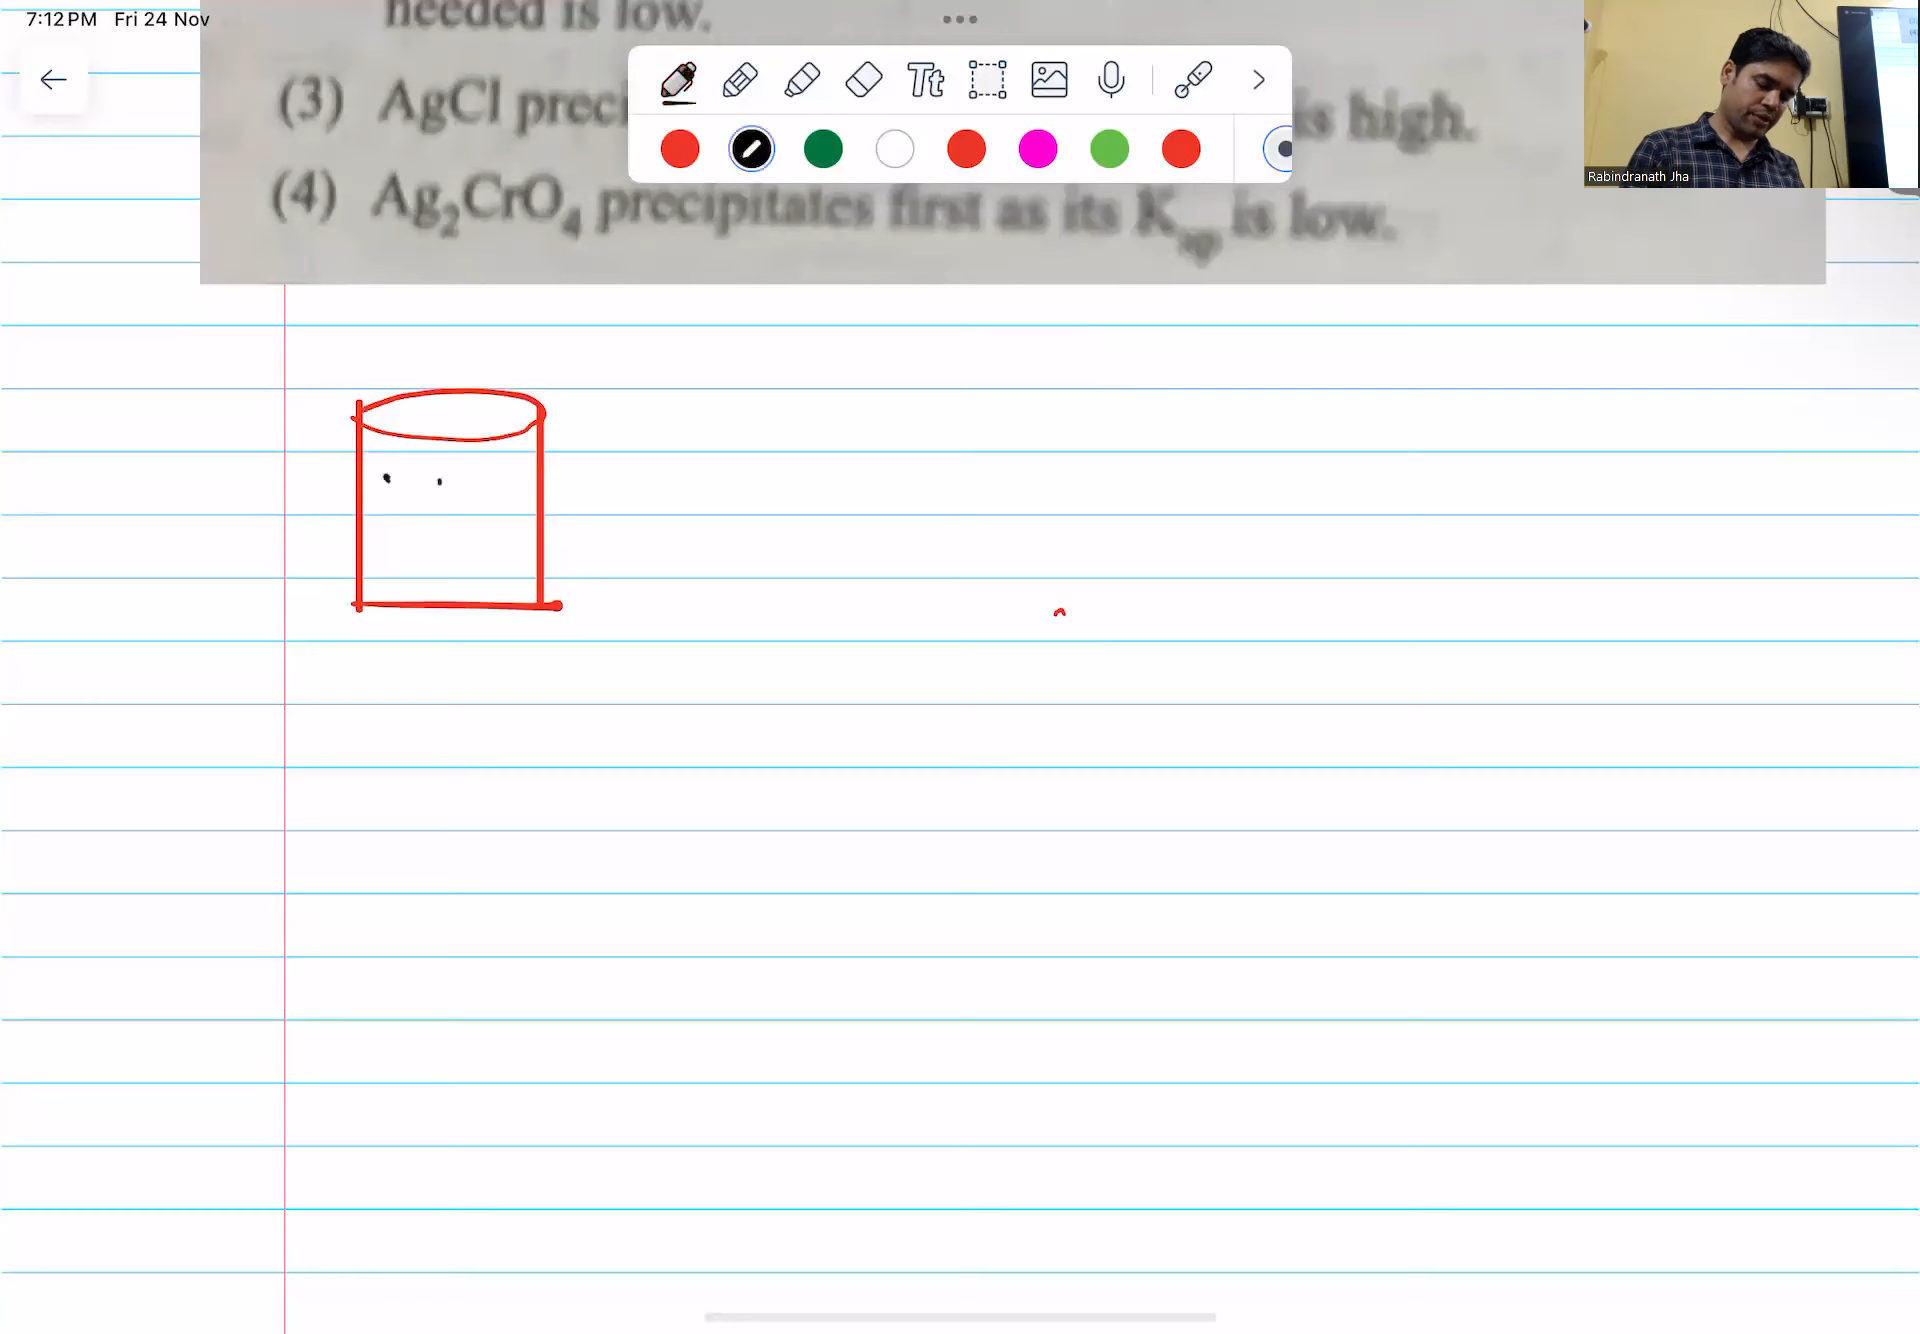 7:12 PM Fri 24 Nov
needed is low.
(3) AgCl preci
is high.
(4) Ag₂CrO₄ precipitates first as its Kₛₚ is low.
Tt
Rabindranath Jha